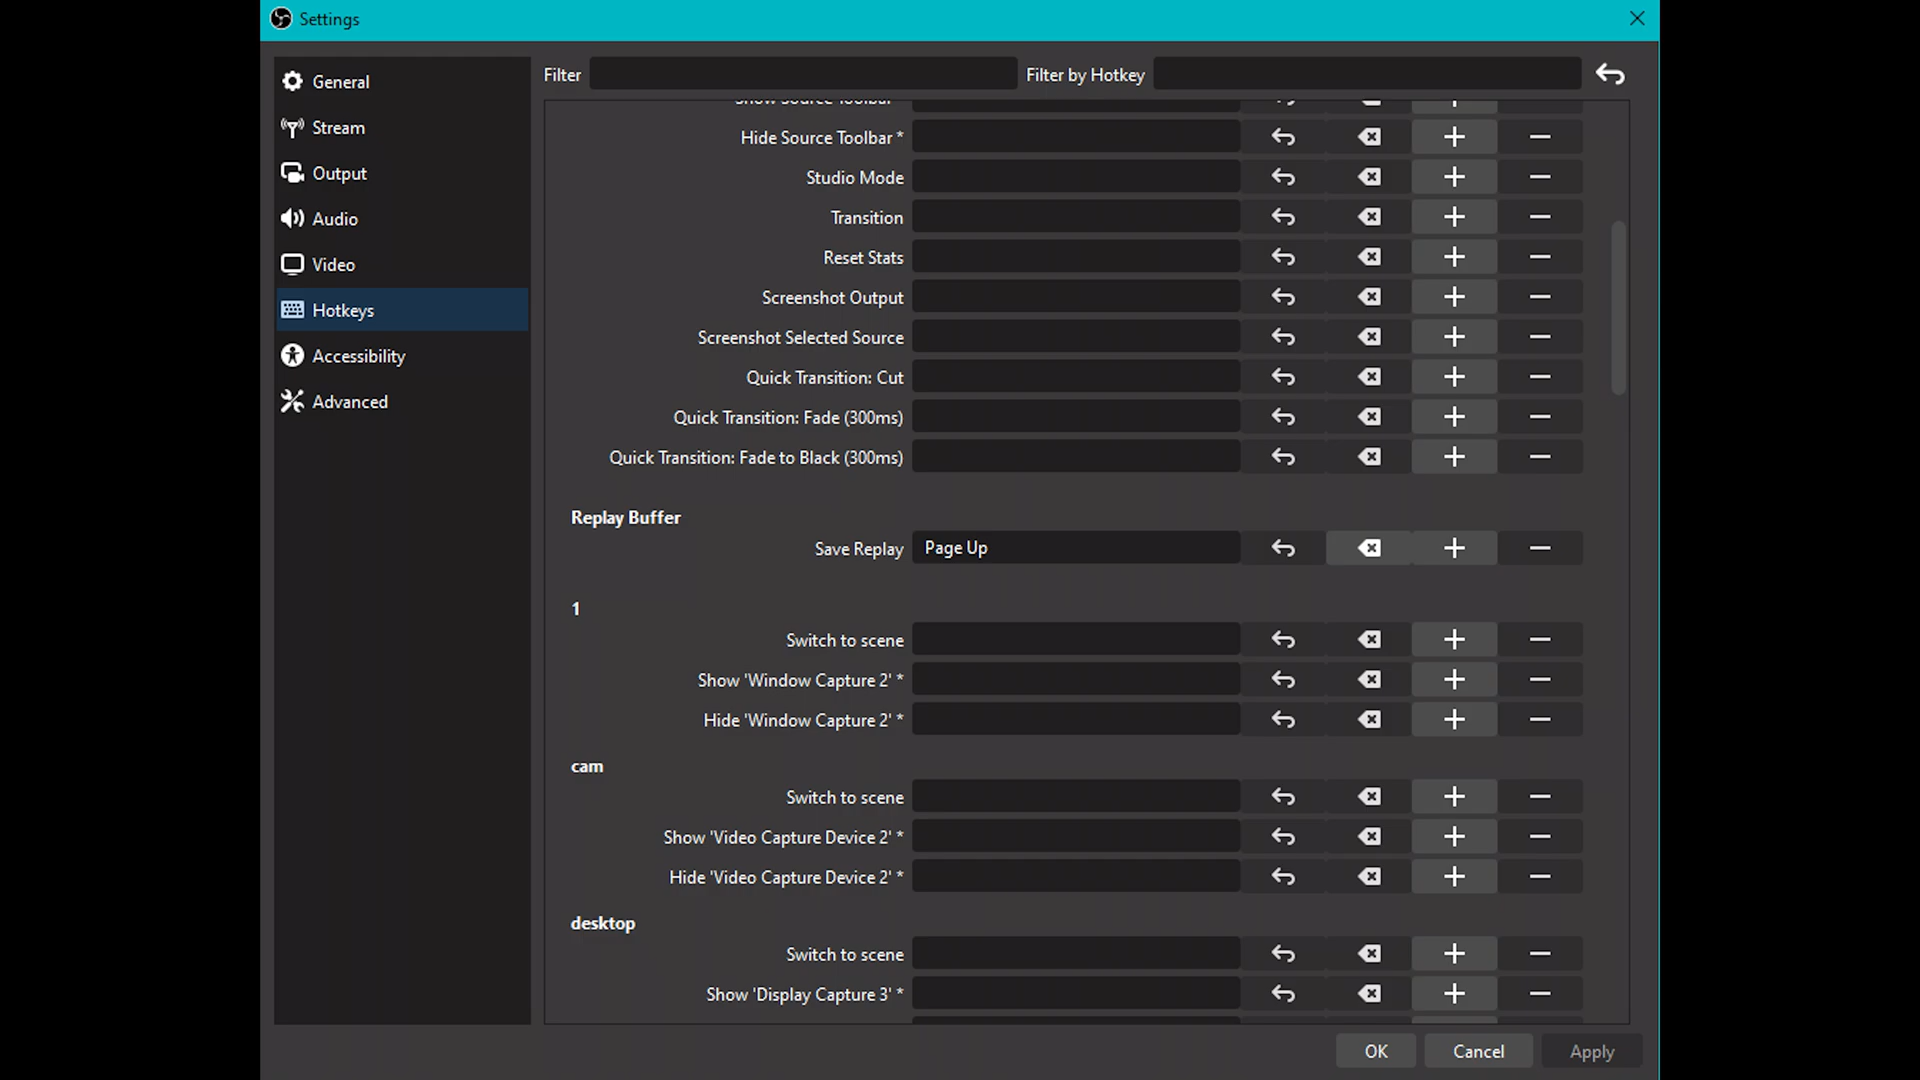 Settings
General
Stream
Output
Audio
Video
Hotkeys
Accessibility
Advanced
Filter
Filter by Hotkey
Show Source Toolbar
Hide Source Toolbar *
Studio Mode
Transition
Reset Stats
Screenshot Output
Screenshot Selected Source
Quick Transition: Cut
Quick Transition: Fade (300ms)
Quick Transition: Fade to Black (300ms)
Replay Buffer
Save Replay Page Up
1
Switch to scene
Show 'Window Capture 2' *
Hide 'Window Capture 2' *
cam
Switch to scene
Show 'Video Capture Device 2' *
Hide 'Video Capture Device 2' *
desktop
Switch to scene
Show 'Display Capture 3' *
OK Cancel Apply